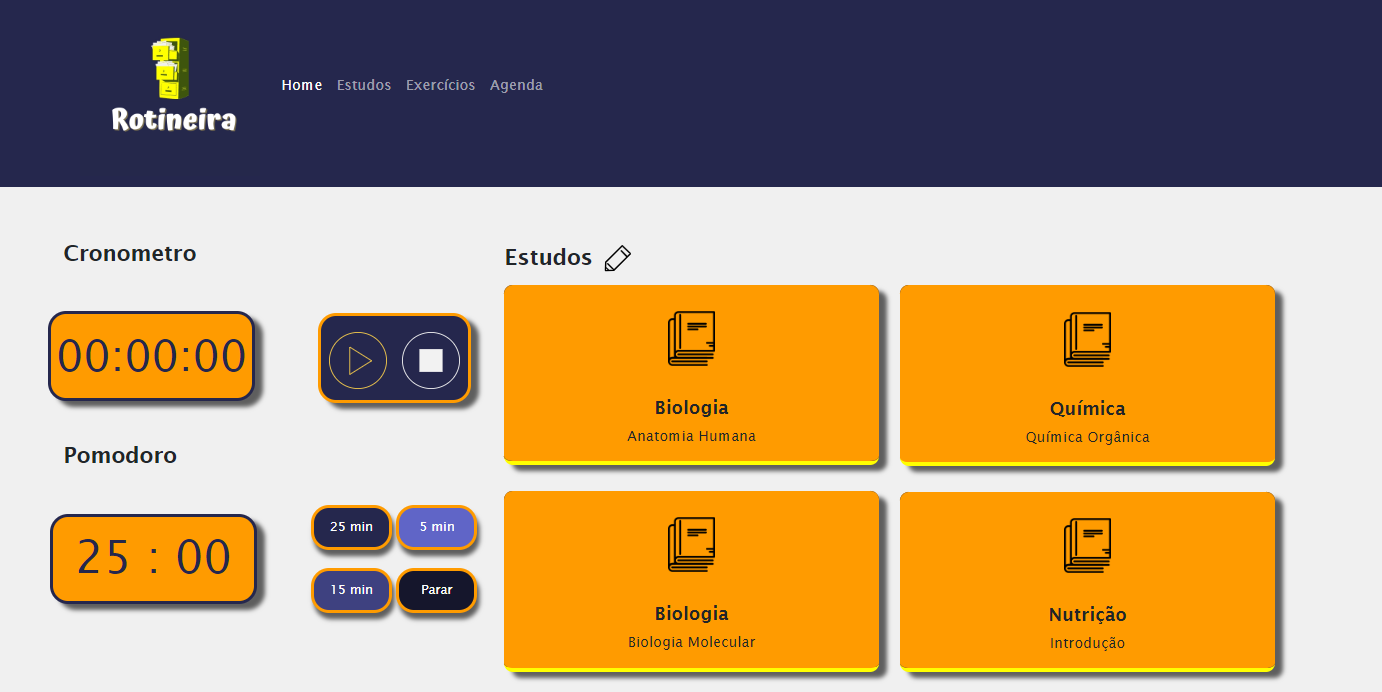 Rotineira
Home Estudos Exercícios Agenda
Cronometro
00:00:00
Pomodoro
25 : 00
25 min 5 min
15 min Parar
Estudos
Biologia
Anatomia Humana
Química
Química Orgânica
Biologia
Biologia Molecular
Nutrição
Introdução